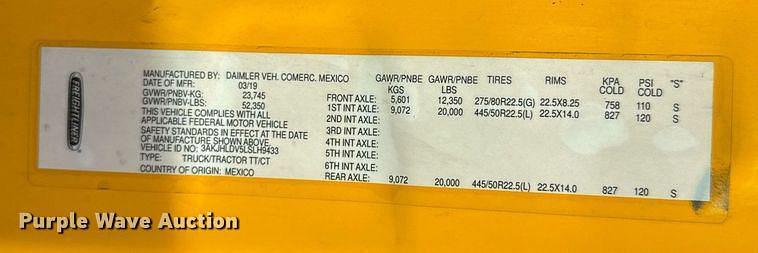 FREIGHTLINER
MANUFACTURED BY: DAIMLER VEH. COMERC. MEXICO GAWR/PNBE GAWR/PNBE TIRES RIMS KPA PSI "S"
DATE OF MFR: 03/19 KGS LBS COLD COLD
GVWR/PNBV-KG: 23,745 FRONT AXLE: 5,601 12,350 275/80R22.5(G) 22.5X8.25 758 110 S
GVWR/PNBV-LBS: 52,350 1ST INT AXLE: 9,072 20,000 445/50R22.5(L) 22.5X14.0 827 120 S
THIS VEHICLE COMPLIES WITH ALL 2ND INT AXLE:
APPLICABLE FEDERAL MOTOR VEHICLE 3RD INT AXLE:
SAFETY STANDARDS IN EFFECT AT THE DATE 4TH INT AXLE:
OF MANUFACTURE SHOWN ABOVE.
VEHICLE ID NO: 3AKJHLDV5LSLH9433 5TH INT AXLE:
TYPE: TRUCK/TRACTOR TT/CT 6TH INT AXLE:
COUNTRY OF ORIGIN: MEXICO REAR AXLE: 9,072 20,000 445/50R22.5(L) 22.5X14.0 827 120 S
Purple Wave Auction